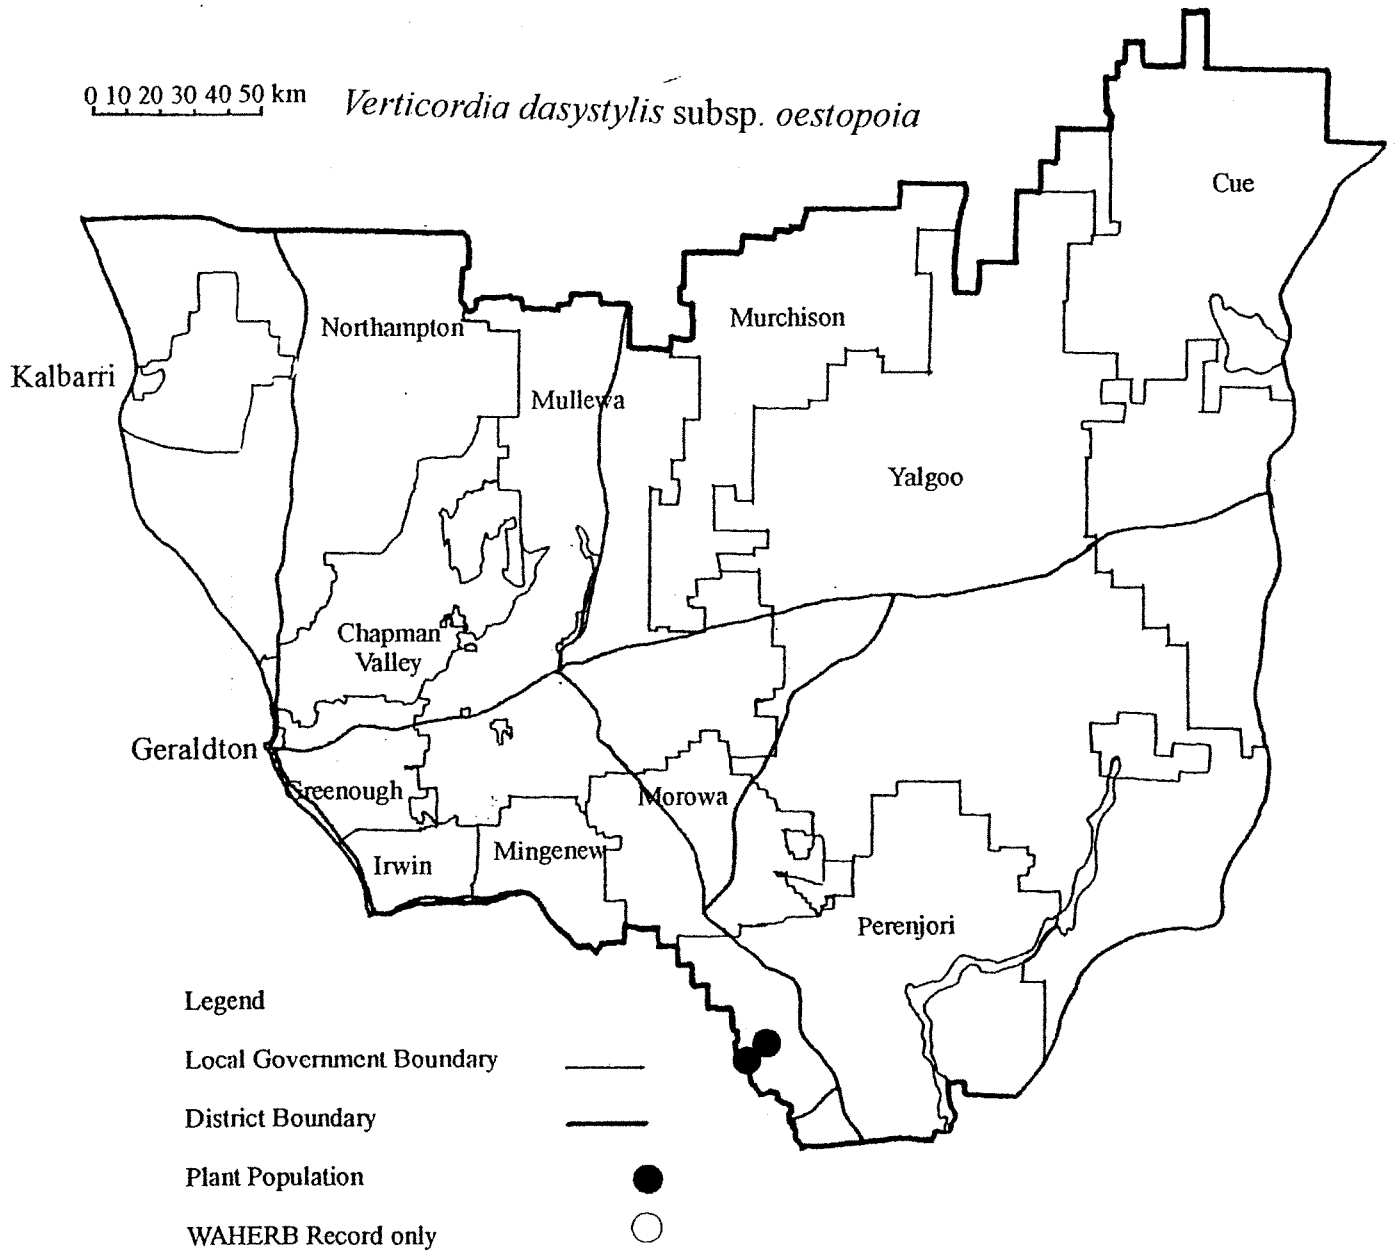 0 10 20 30 40 50 km
Verticordia dasystylis subsp. oestopoia
Cue
Northampton
Murchison
Kalbarri
Mullewa
Yalgoo
Chapman
Valley
Geraldton
Greenough
Morowa
Irwin
Mingenew
Perenjori
Legend
Local Government Boundary
District Boundary
Plant Population
WAHERB Record only